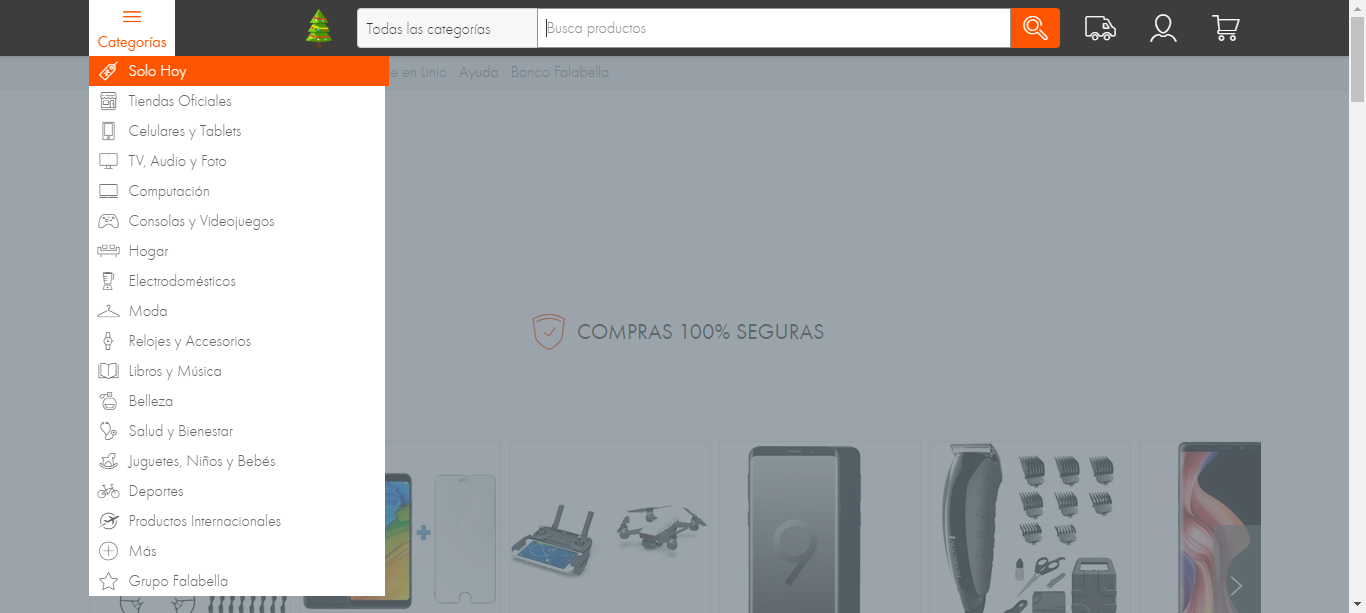 Categorías
Todas las categorías
Busca productos
Solo Hoy
e en Linio Ayuda Banco Falabella
Tiendas Oficiales
Celulares y Tablets
TV, Audio y Foto
Computación
Consolas y Videojuegos
Hogar
Electrodomésticos
Moda
Relojes y Accesorios
Libros y Música
Belleza
Salud y Bienestar
Juguetes, Niños y Bebés
Deportes
Productos Internacionales
Más
Grupo Falabella
COMPRAS 100% SEGURAS
9